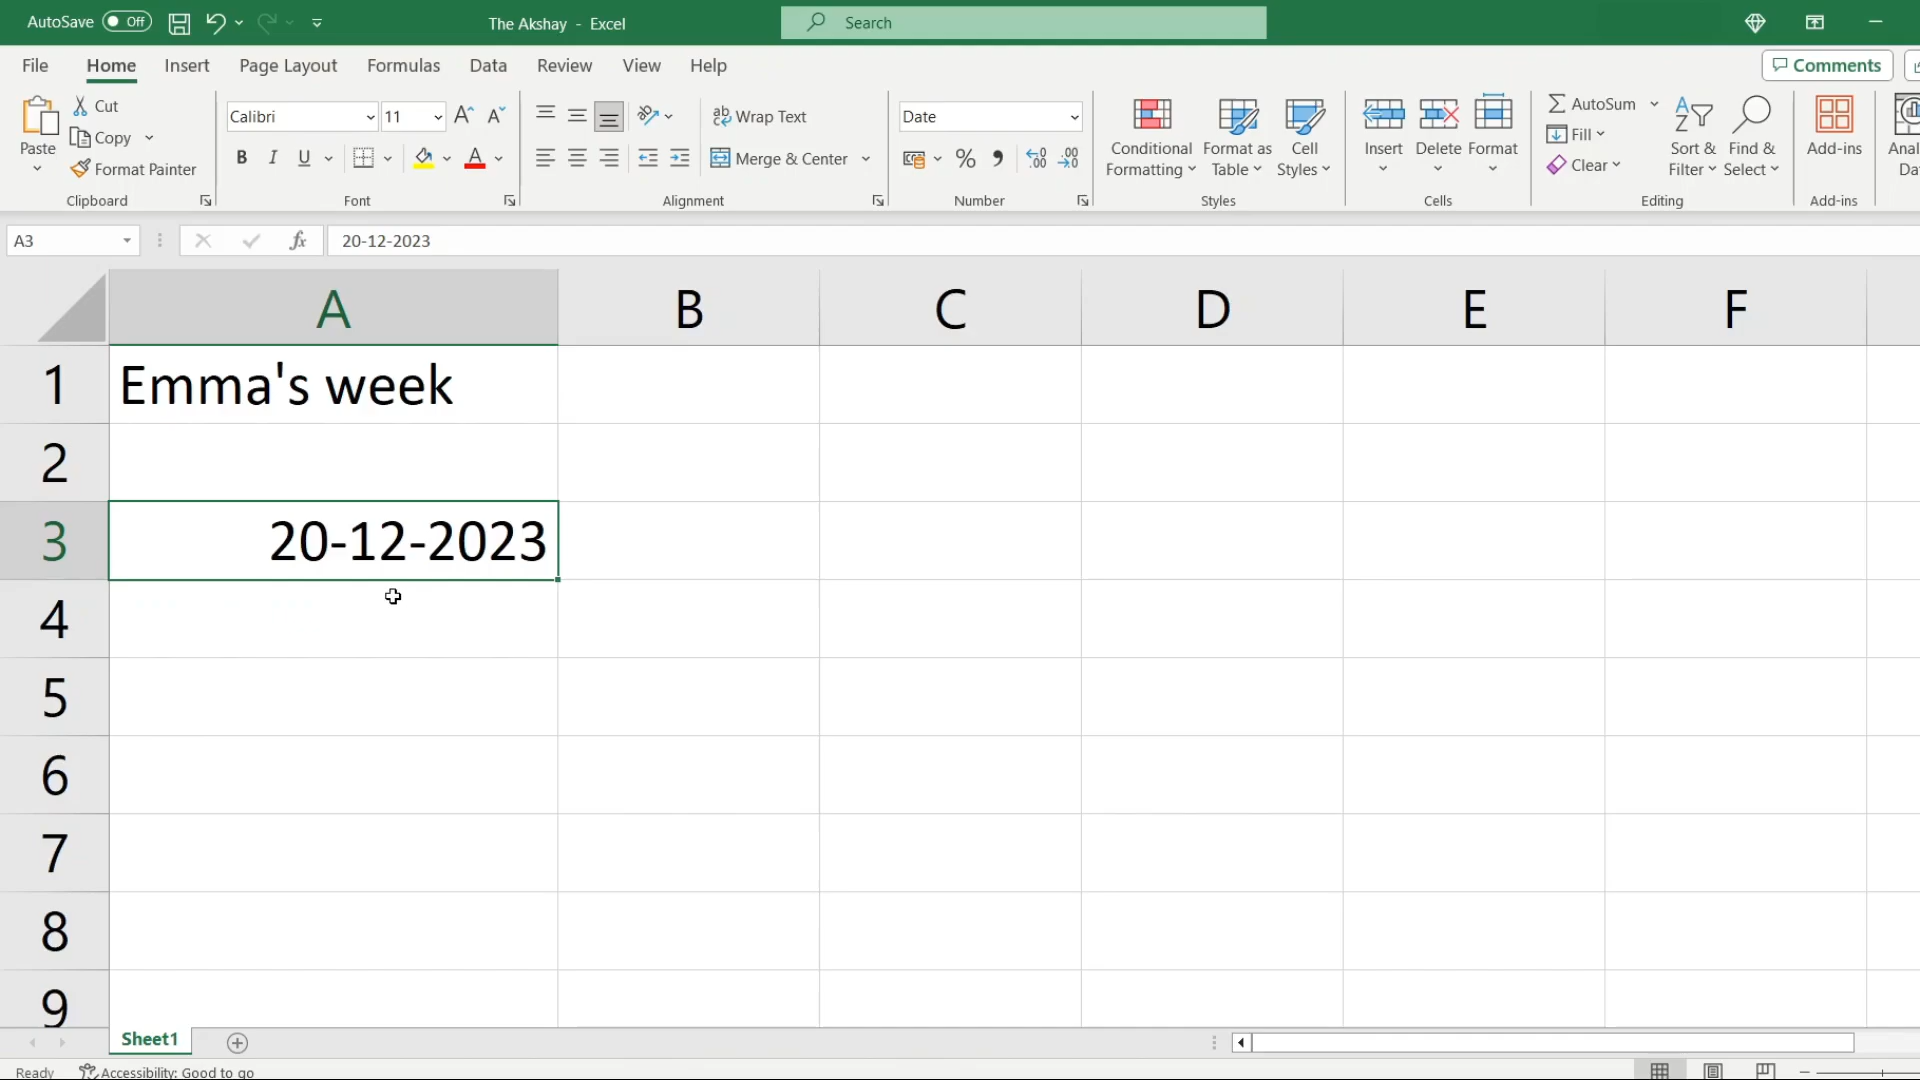 AutoSave Off The Akshay - Excel Search
File Home Insert Page Layout Formulas Data Review View Help Comments
Paste Cut Copy Format Painter Clipboard
Calibri 11 B I U A Font
ab Wrap Text Merge & Center Alignment
Date % Number
Conditional Formatting Format as Table Cell Styles Styles
Insert Delete Format Cells
AutoSum Fill Clear Sort & Filter Find & Select Editing
Add-ins Add-ins
A3 fx 20-12-2023
A B C D E F
1 Emma's week
2
3 20-12-2023
4
5
6
7
8
9
Sheet1
Ready Accessibility: Good to go